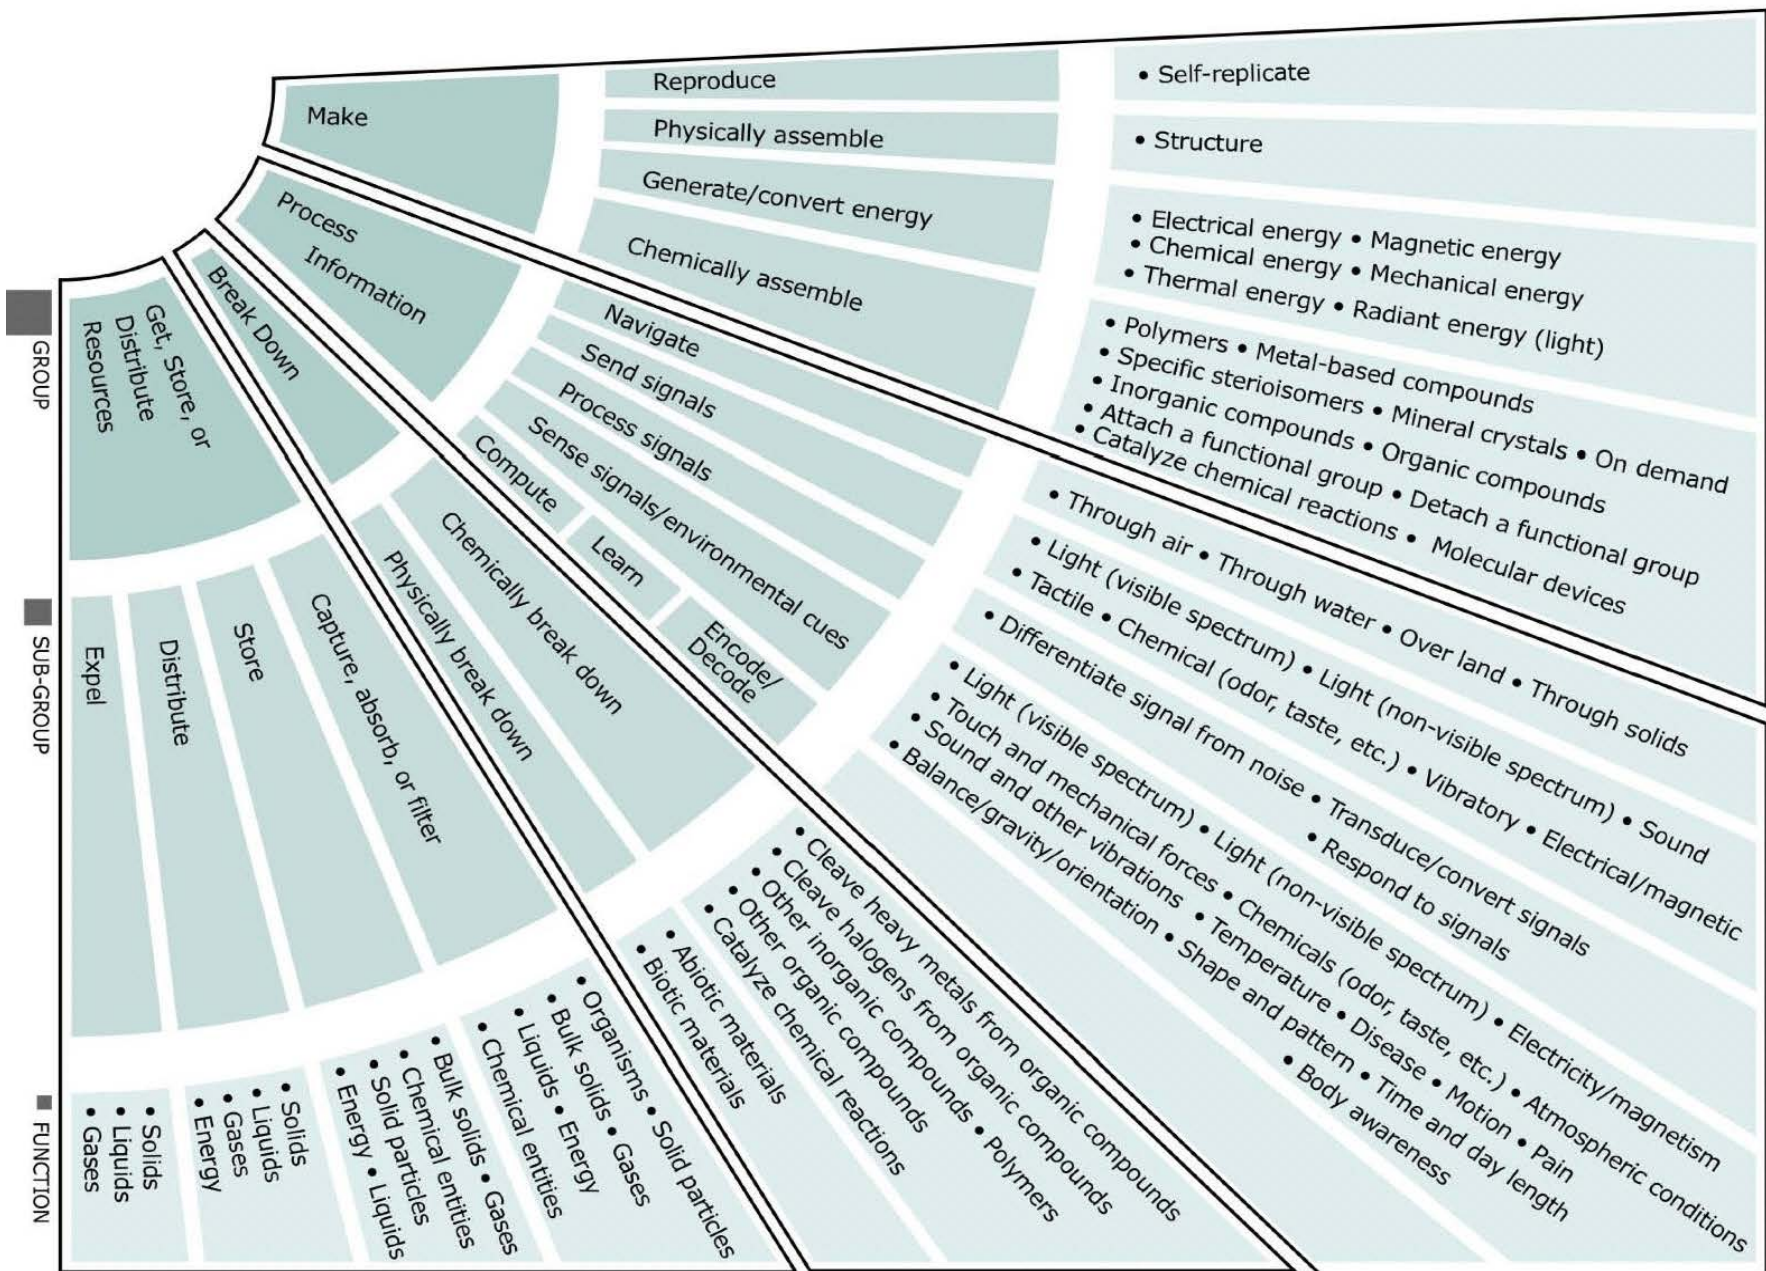 Make
Reproduce
• Self-replicate
Physically assemble
• Structure
Generate/convert energy
• Electrical energy • Magnetic energy
• Chemical energy • Mechanical energy
• Thermal energy • Radiant energy (light)
Chemically assemble
• Polymers • Metal-based compounds
• Specific sterioisomers • Mineral crystals • On demand
• Inorganic compounds • Organic compounds
• Attach a functional group • Detach a functional group
• Catalyze chemical reactions • Molecular devices
Process
Information
Navigate
• Through air • Through water • Over land • Through solids
Send signals
• Light (visible spectrum) • Light (non-visible spectrum) • Sound
• Tactile • Chemical (odor, taste, etc.) • Vibratory • Electrical/magnetic
Process signals
• Differentiate signal from noise • Transduce/convert signals
• Respond to signals
Sense signals/environmental cues
• Light (visible spectrum) • Light (non-visible spectrum) • Electricity/magnetism
• Touch and mechanical forces • Chemicals (odor, taste, etc.) • Atmospheric conditions
• Sound and other vibrations • Temperature • Disease • Motion • Pain
• Balance/gravity/orientation • Shape and pattern • Time and day length
• Body awareness
Compute
Learn
Encode/
Decode
Break Down
Chemically break down
• Cleave heavy metals from organic compounds
• Cleave halogens from organic compounds
• Other inorganic compounds • Polymers
• Other organic compounds
• Catalyze chemical reactions
Physically break down
• Abiotic materials
• Biotic materials
Get, Store, or
Distribute
Resources
Capture, absorb, or filter
• Organisms • Solid particles
• Bulk solids • Gases
• Liquids • Energy
• Chemical entities
Store
• Bulk solids • Gases
• Chemical entities
• Solid particles
• Energy • Liquids
Distribute
• Solids
• Liquids
• Gases
• Energy
Expel
• Solids
• Liquids
• Gases
GROUP
SUB-GROUP
FUNCTION